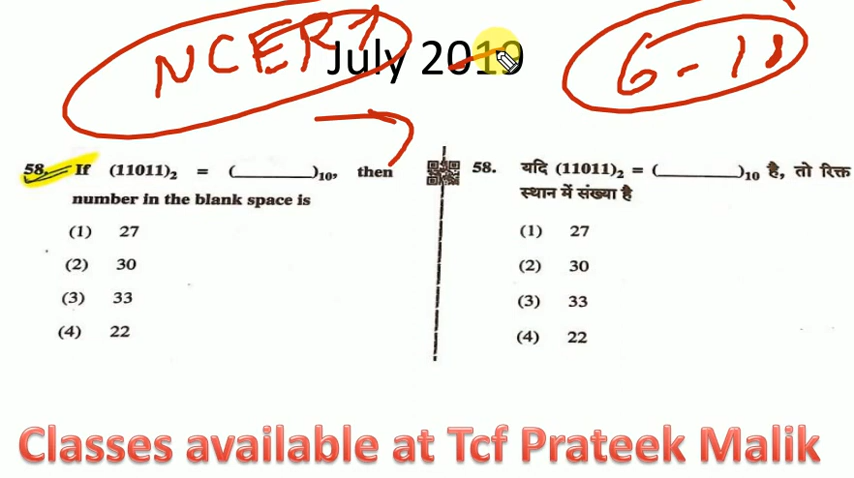 NCERT
July 2019
6-18
58. If (11011)₂ = (________)₁₀, then
number in the blank space is
(1) 27
(2) 30
(3) 33
(4) 22
58. यदि (11011)₂ = (________)₁₀ है, तो रिक्त
स्थान में संख्या है
(1) 27
(2) 30
(3) 33
(4) 22
Classes available at Tcf Prateek Malik